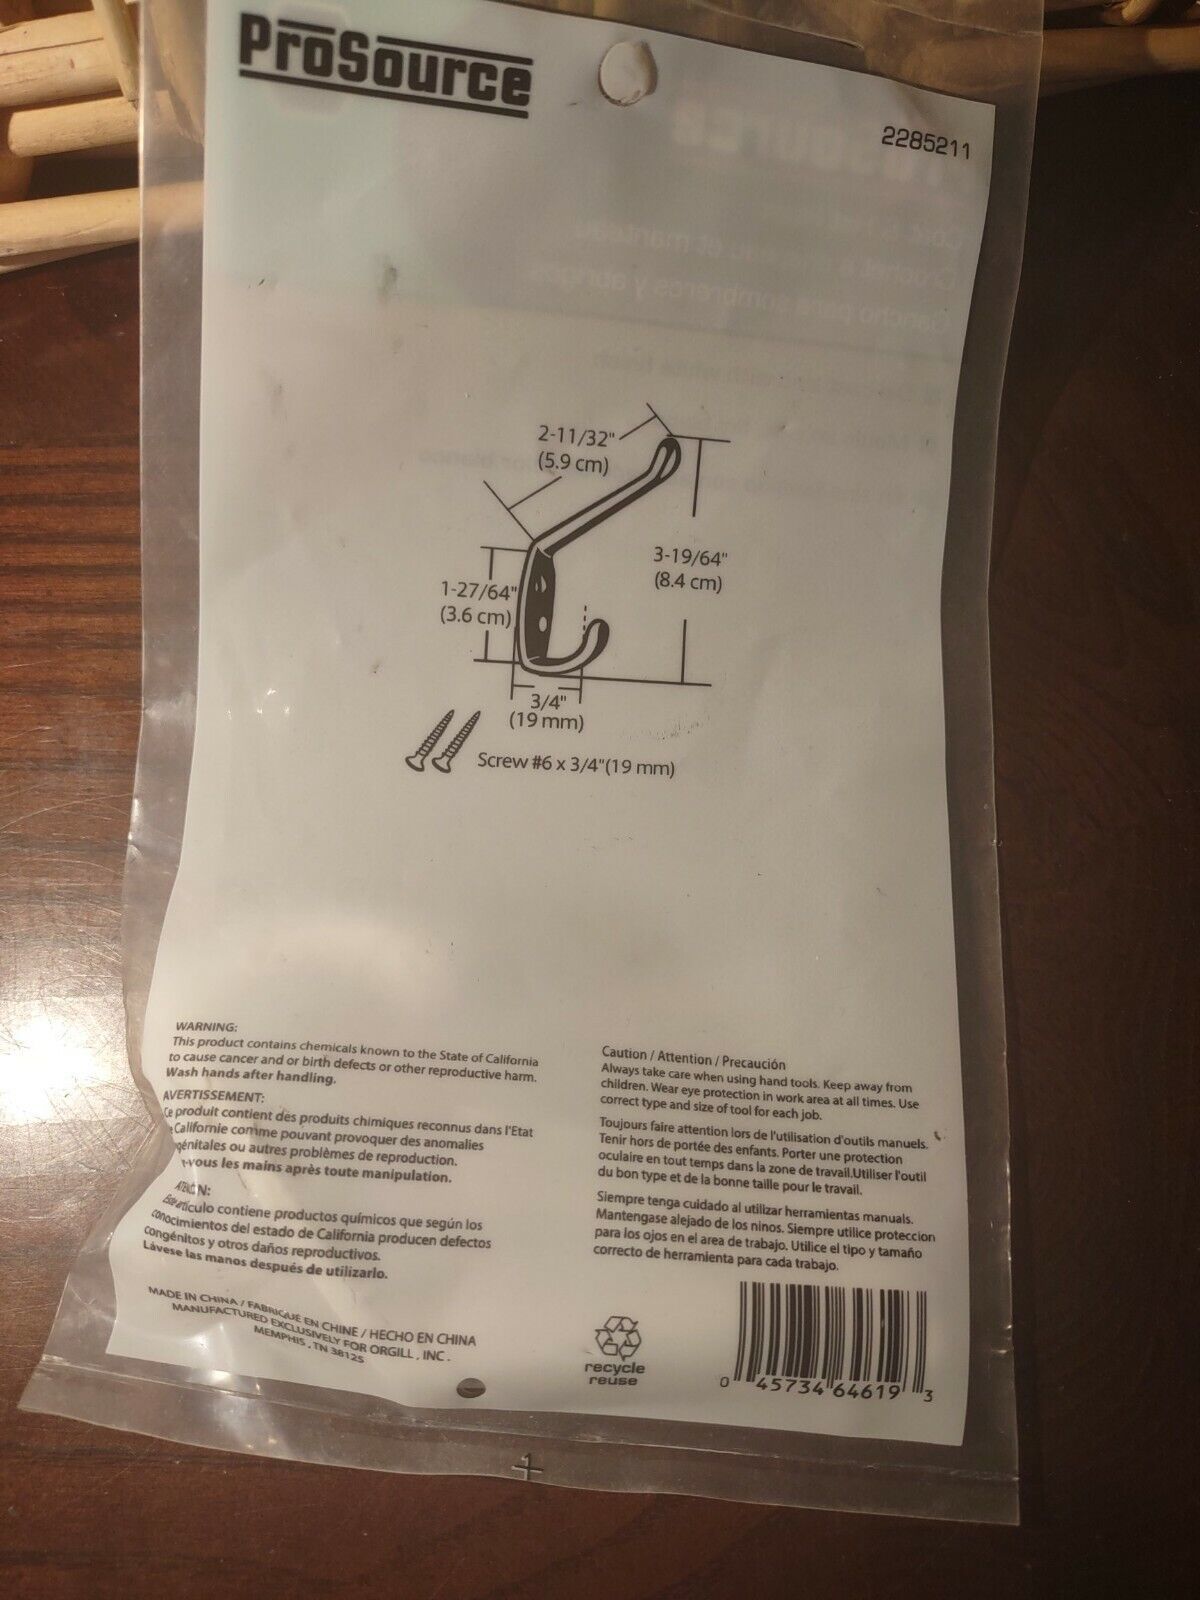 ProSource
2285211
2-11/32"
(5.9 cm)
3-19/64"
(8.4 cm)
1-27/64"
(3.6 cm)
3/4"
(19 mm)
Screw #6 x 3/4"(19 mm)
WARNING:
This product contains chemicals known to the State of California
to cause cancer and or birth defects or other reproductive harm.
Wash hands after handling.
AVERTISSEMENT:
Ce produit contient des produits chimiques reconnus dans l'Etat
Californie comme pouvant provoquer des anomalies
génitales ou autres problèmes de reproduction.
-vous les mains après toute manipulation.
ATENCIÓN:
Este artículo contiene productos químicos que según los
conocimientos del estado de California producen defectos
congénitos y otros daños reproductivos.
Lávese las manos después de utilizarlo.
MADE IN CHINA / FABRIQUE EN CHINE / HECHO EN CHINA
MANUFACTURED EXCLUSIVELY FOR ORGILL , INC .
MEMPHIS , TN 38125
Caution / Attention / Precaución
Always take care when using hand tools. Keep away from
children. Wear eye protection in work area at all times. Use
correct type and size of tool for each job.
Toujours faire attention lors de l'utilisation d'outils manuels.
Tenir hors de portée des enfants. Porter une protection
oculaire en tout temps dans la zone de travail.Utiliser l'outil
du bon type et de la bonne taille pour le travail.
Siempre tenga cuidado al utilizar herramientas manuals.
Mantengase alejado de los ninos. Siempre utilice proteccion
para los ojos en el area de trabajo. Utilice el tipo y tamaño
correcto de herramienta para cada trabajo.
recycle
reuse
0 45734 64619 3